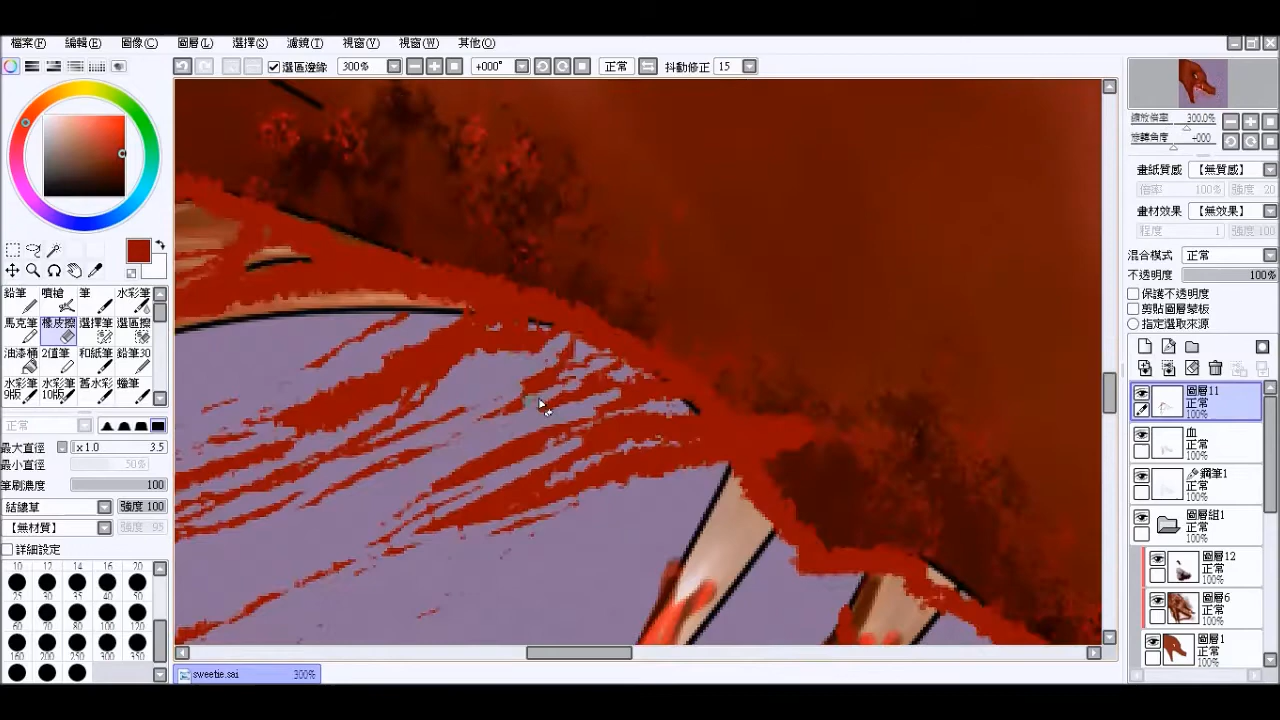 檔案(F) 編輯(E) 圖像(C) 圖層(L) 選擇(S) 濾鏡(T) 視窗(V) 視窗(W) 其他(O)
選區邊緣 300% +000° 正常 抖動修正 15
縮放倍率 300.0%
旋轉角度 +000
畫紙質感 【無質感】
倍率 100% 強度 20
畫材效果 【無效果】
程度 1 強度 100
混合模式 正常
不透明度 100%
保護不透明度
剪貼圖層蒙板
指定選取來源
鉛筆 噴槍 筆 水彩筆
馬克筆 橡皮擦 選擇筆 選區擦
油漆桶 2值筆 和紙筆 鉛筆30
水彩筆9版 水彩筆10版 舊水彩 蠟筆
正常
最大直徑 x1.0 3.5
最小直徑 50%
筆刷濃度 100
結縷草 強度 100
【無材質】 強度 95
詳細設定
10 12 14 16 20
25 30 35 40 50
60 70 80 100 120
160 200 250 300 350
圖層11
正常
100%
血
正常
100%
鋼筆1
正常
100%
圖層組1
正常
100%
圖層12
正常
100%
圖層6
正常
100%
圖層1
正常
100%
sweetie.sai 300%